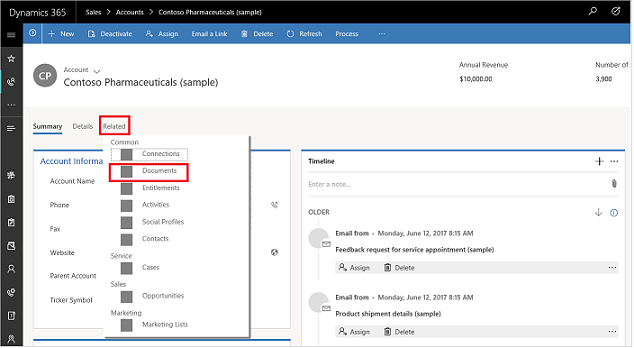 Dynamics 365 Sales > Accounts > Contoso Pharmaceuticals (sample)
+ New Deactivate Assign Email a Link Delete Refresh Process ...
CP
Account
Contoso Pharmaceuticals (sample)
Annual Revenue
$10,000.00
Number of
3,900
Summary Details Related
Common
Connections
Documents
Entitlements
Activities
Social Profiles
Contacts
Service
Cases
Sales
Opportunities
Marketing
Marketing Lists
Account Informa
Account Name
Phone
Fax
Website
Parent Account
Ticker Symbol
Timeline
Enter a note...
OLDER
Email from - Monday, June 12, 2017 8:15 AM
Feedback request for service appointment (sample)
Assign Delete ...
Email from - Monday, June 12, 2017 8:15 AM
Product shipment details (sample)
Assign Delete ...